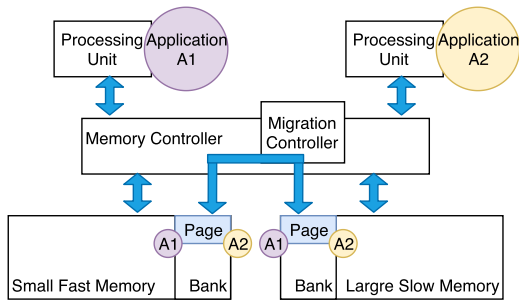 Processing
Unit
Application
A1
Processing
Unit
Application
A2
Memory Controller
Migration
Controller
Page
A1
A2
Small Fast Memory
Bank
Page
A1
A2
Bank
Largre Slow Memory